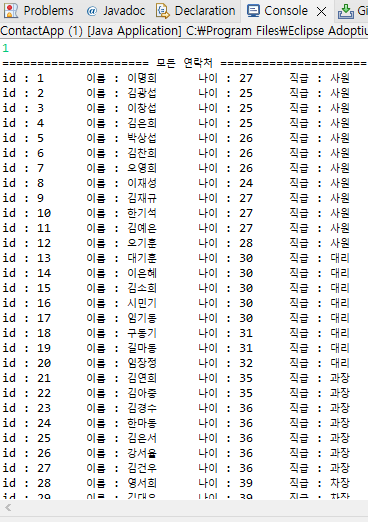 Problems @ Javadoc Declaration Console Gi
ContactApp (1) [Java Application] C:₩Program Files₩Eclipse Adoptiu
1
===================== 모든 연락처 =====================
id : 1 이름 : 이명희 나이 : 27 직급 : 사원
id : 2 이름 : 김광섭 나이 : 25 직급 : 사원
id : 3 이름 : 이창섭 나이 : 25 직급 : 사원
id : 4 이름 : 김은희 나이 : 25 직급 : 사원
id : 5 이름 : 박상섭 나이 : 26 직급 : 사원
id : 6 이름 : 김찬희 나이 : 26 직급 : 사원
id : 7 이름 : 오영희 나이 : 26 직급 : 사원
id : 8 이름 : 이재성 나이 : 24 직급 : 사원
id : 9 이름 : 김재규 나이 : 27 직급 : 사원
id : 10 이름 : 한기석 나이 : 27 직급 : 사원
id : 11 이름 : 김예은 나이 : 27 직급 : 사원
id : 12 이름 : 오기훈 나이 : 28 직급 : 사원
id : 13 이름 : 대기훈 나이 : 30 직급 : 대리
id : 14 이름 : 이은혜 나이 : 30 직급 : 대리
id : 15 이름 : 김소희 나이 : 30 직급 : 대리
id : 16 이름 : 시민기 나이 : 30 직급 : 대리
id : 17 이름 : 임기동 나이 : 30 직급 : 대리
id : 18 이름 : 구동기 나이 : 31 직급 : 대리
id : 19 이름 : 길마동 나이 : 31 직급 : 대리
id : 20 이름 : 임장정 나이 : 32 직급 : 대리
id : 21 이름 : 김연희 나이 : 35 직급 : 과장
id : 22 이름 : 김아중 나이 : 35 직급 : 과장
id : 23 이름 : 김경수 나이 : 36 직급 : 과장
id : 24 이름 : 한마동 나이 : 36 직급 : 과장
id : 25 이름 : 김은서 나이 : 36 직급 : 과장
id : 26 이름 : 강서율 나이 : 36 직급 : 과장
id : 27 이름 : 김건우 나이 : 36 직급 : 과장
id : 28 이름 : 영서희 나이 : 39 직급 : 차장
id : 29 이름 : 나이 : 39 직급 : 차장